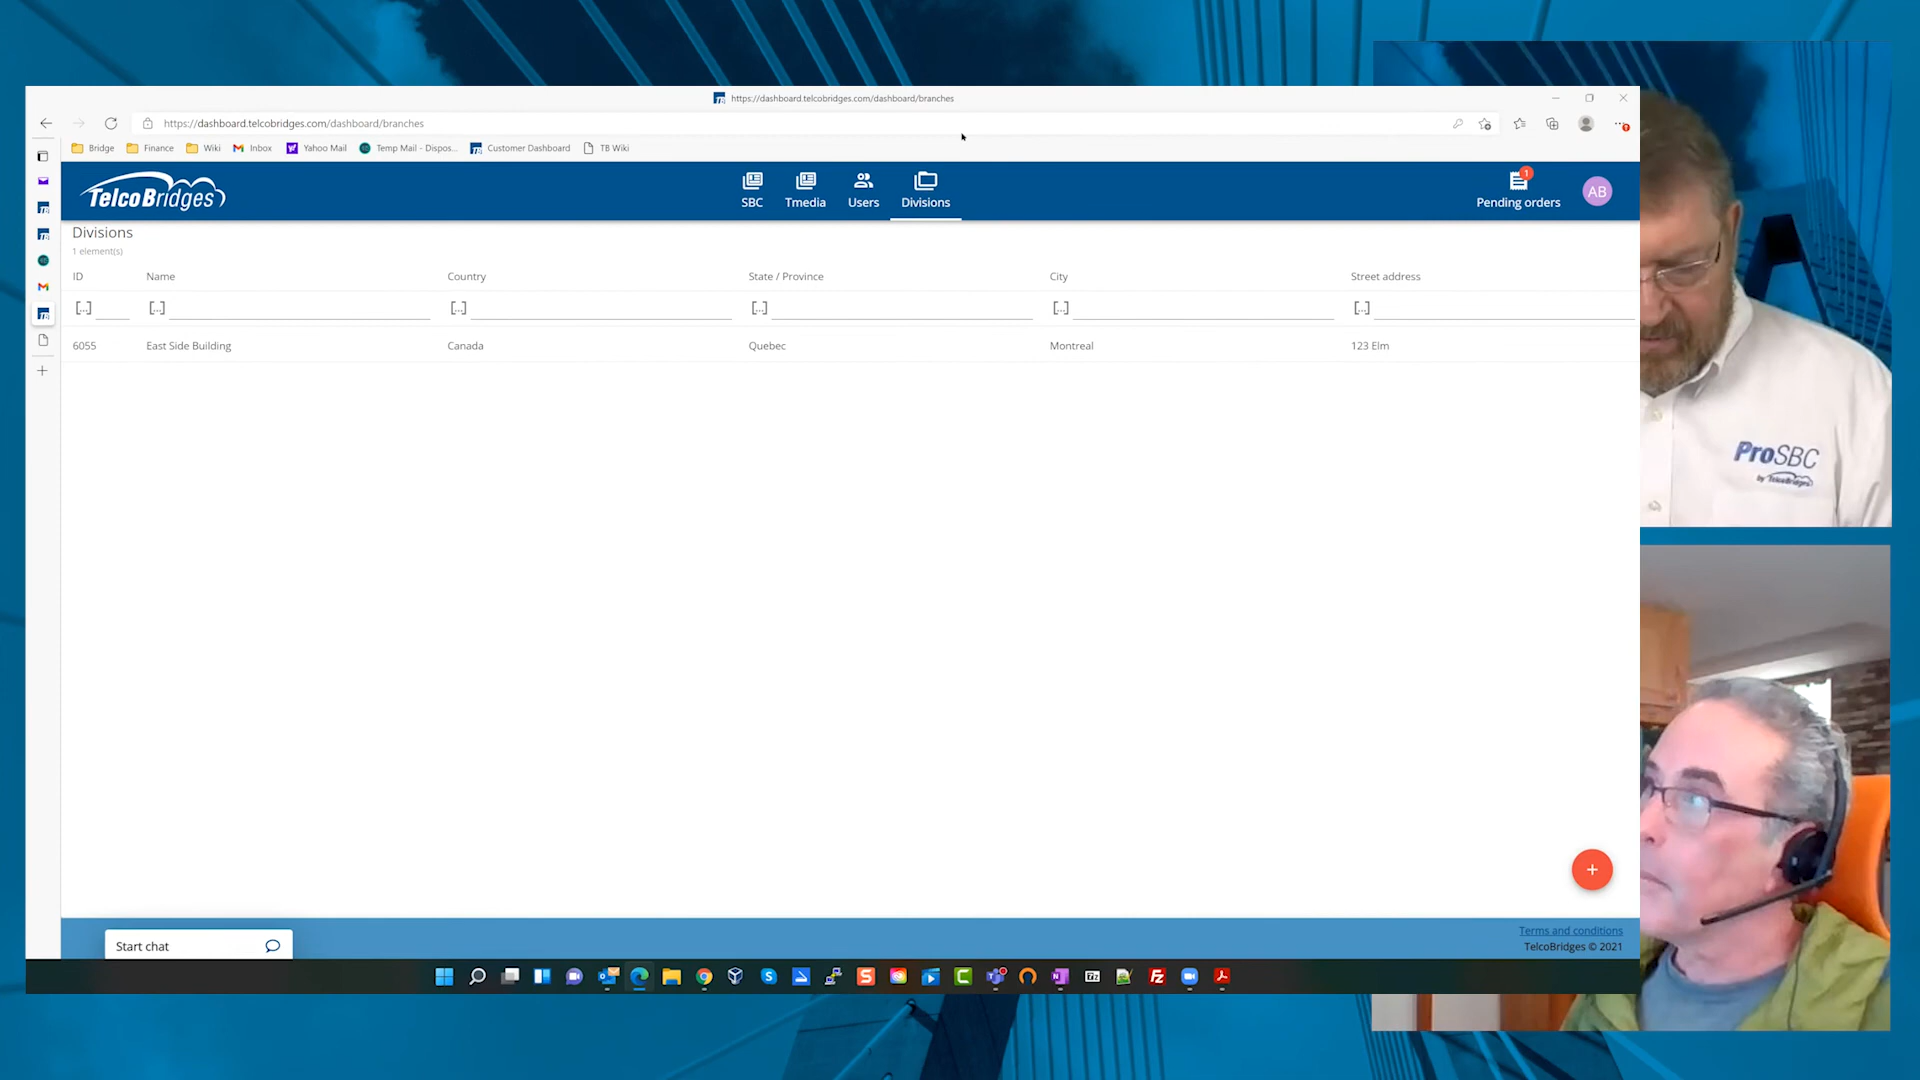 https://dashboard.telcobridges.com/dashboard/branches
https://dashboard.telcobridges.com/dashboard/branches
Bridge Finance Wiki Inbox Yahoo Mail Temp Mail - Dispos... Customer Dashboard TB Wiki
TelcoBridges
SBC Tmedia Users Divisions
1
Pending orders
AB
Divisions
1 element(s)
ID Name Country State / Province City Street address
[...] [...] [...] [...] [...] [...]
6055 East Side Building Canada Quebec Montreal 123 Elm
ProSBC
by TelcoBridges
+
Start chat
Terms and conditions
TelcoBridges © 2021